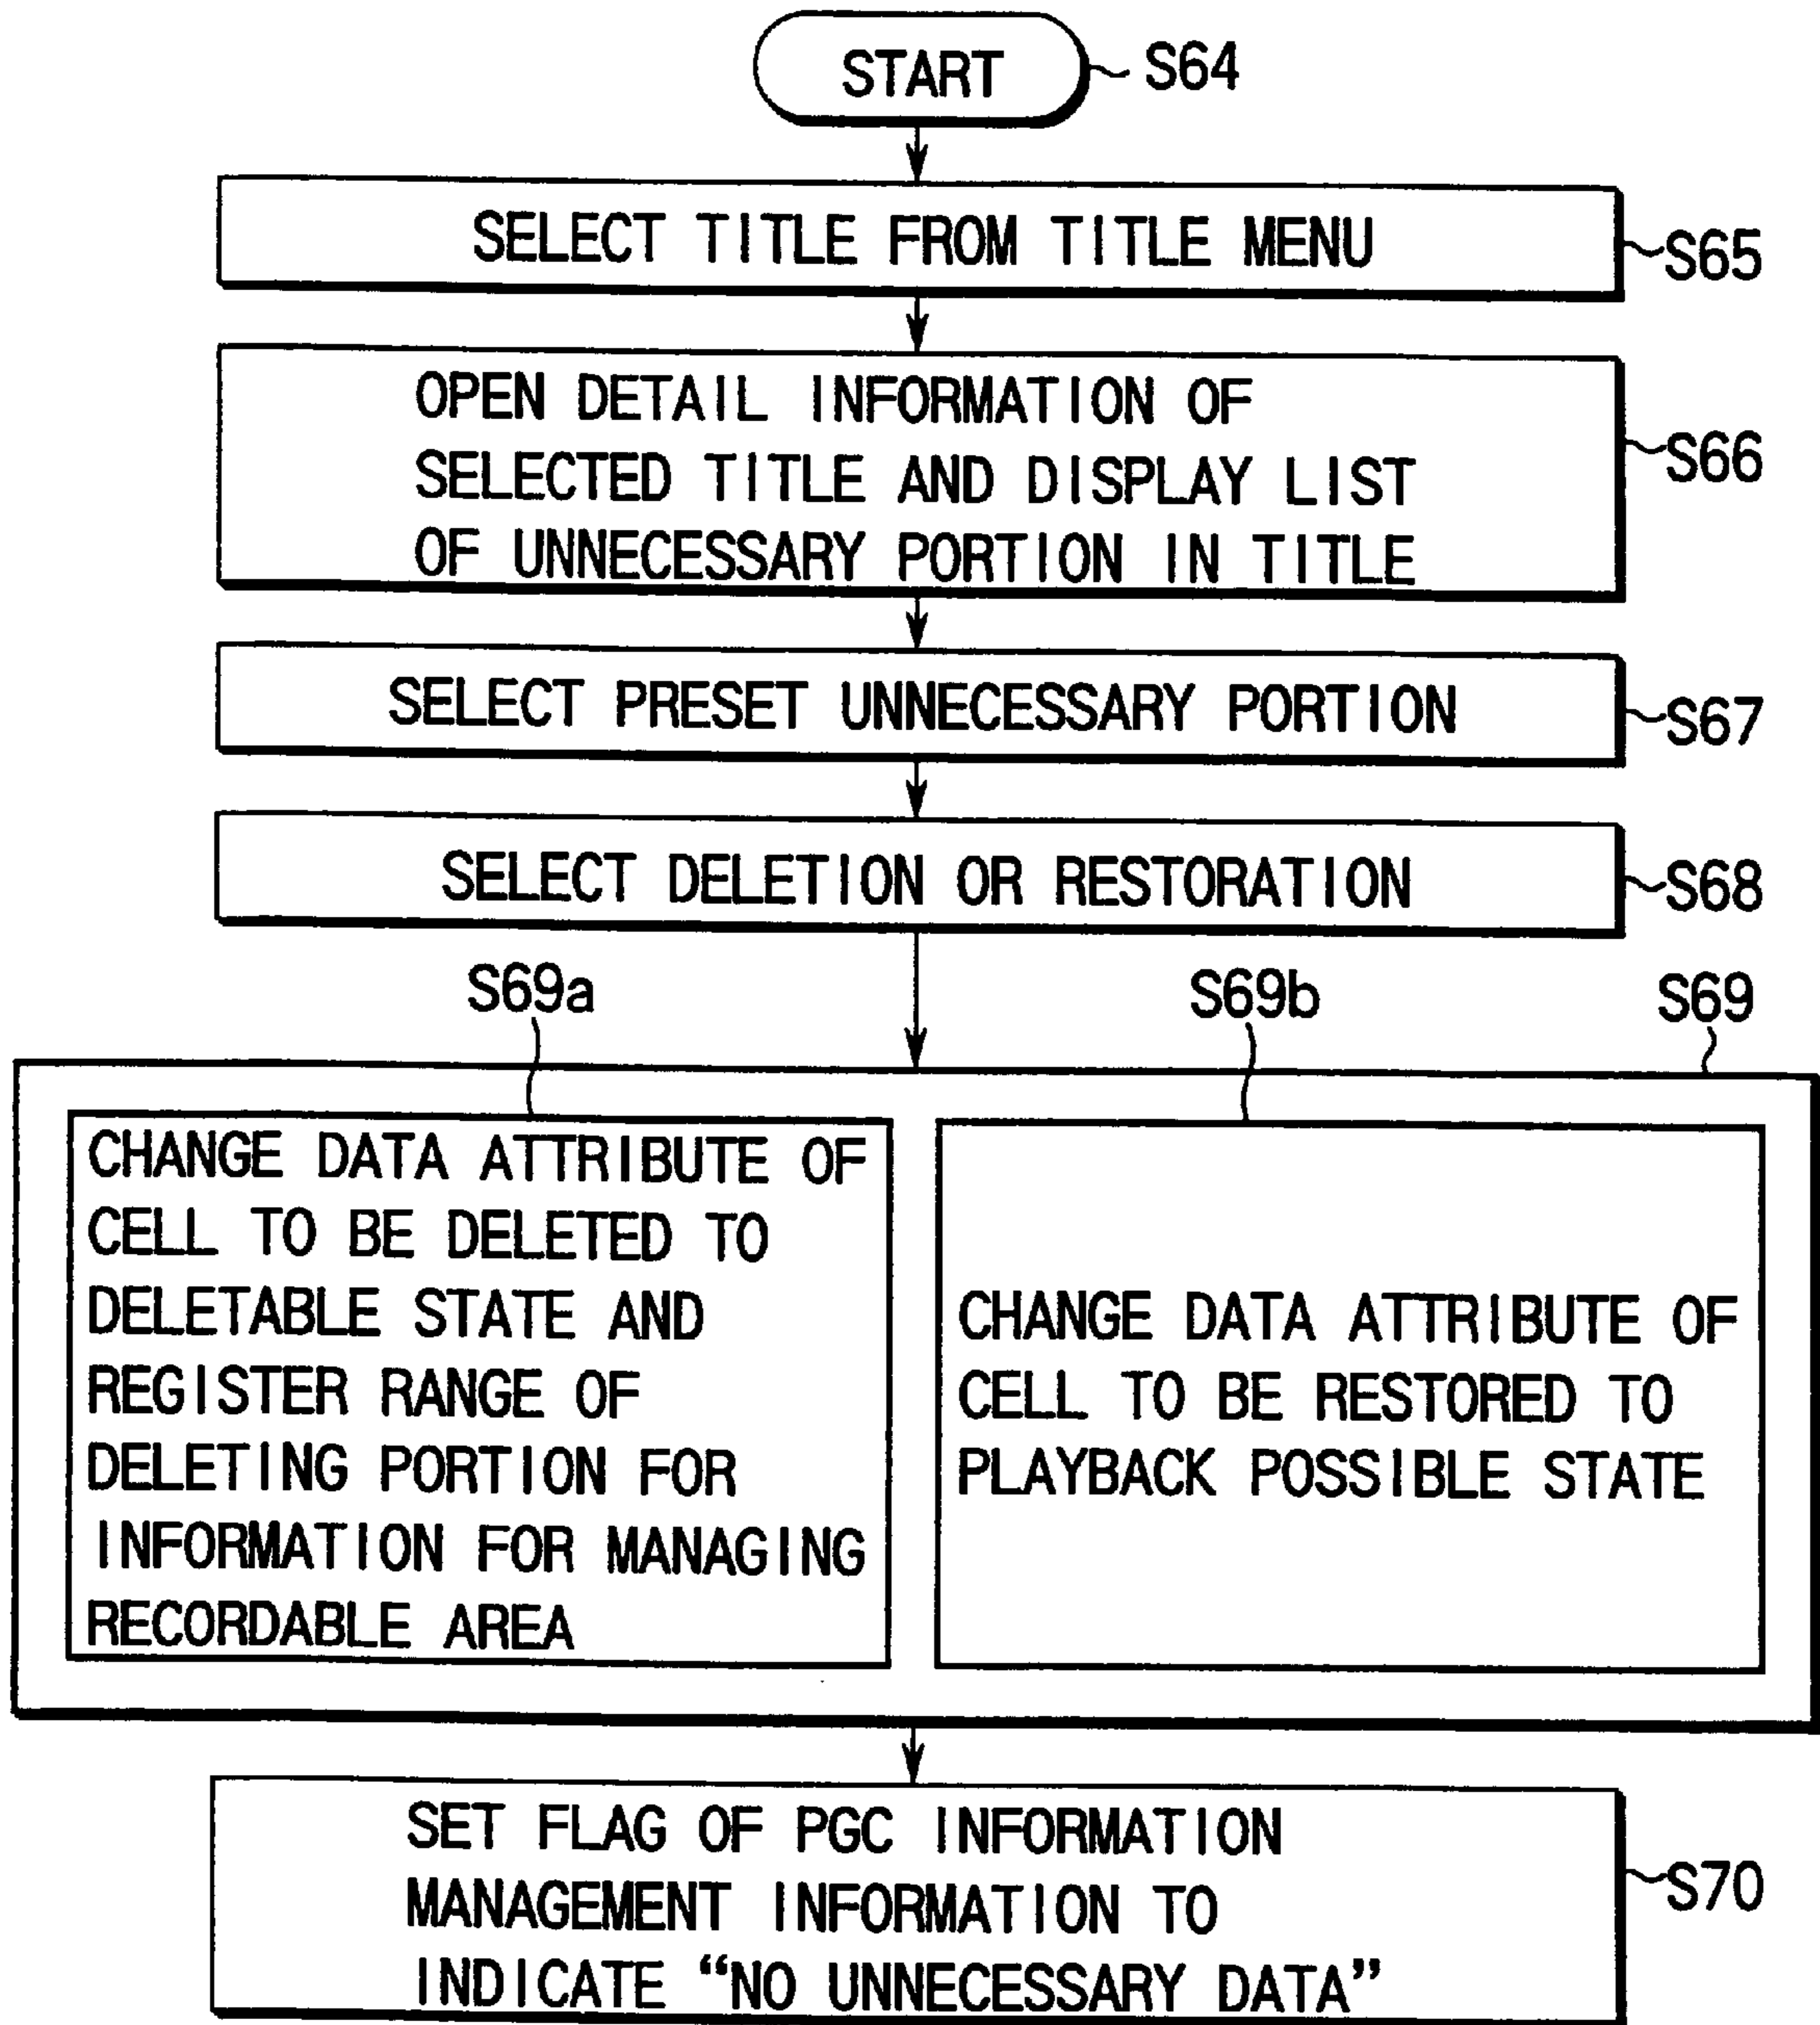 START
S64
SELECT TITLE FROM TITLE MENU
S65
OPEN DETAIL INFORMATION OF
SELECTED TITLE AND DISPLAY LIST
OF UNNECESSARY PORTION IN TITLE
S66
SELECT PRESET UNNECESSARY PORTION
S67
SELECT DELETION OR RESTORATION
S68
S69a
S69b
S69
CHANGE DATA ATTRIBUTE OF
CELL TO BE DELETED TO
DELETABLE STATE AND
REGISTER RANGE OF
DELETING PORTION FOR
INFORMATION FOR MANAGING
RECORDABLE AREA
CHANGE DATA ATTRIBUTE OF
CELL TO BE RESTORED TO
PLAYBACK POSSIBLE STATE
SET FLAG OF PGC INFORMATION
MANAGEMENT INFORMATION TO
INDICATE “NO UNNECESSARY DATA”
S70